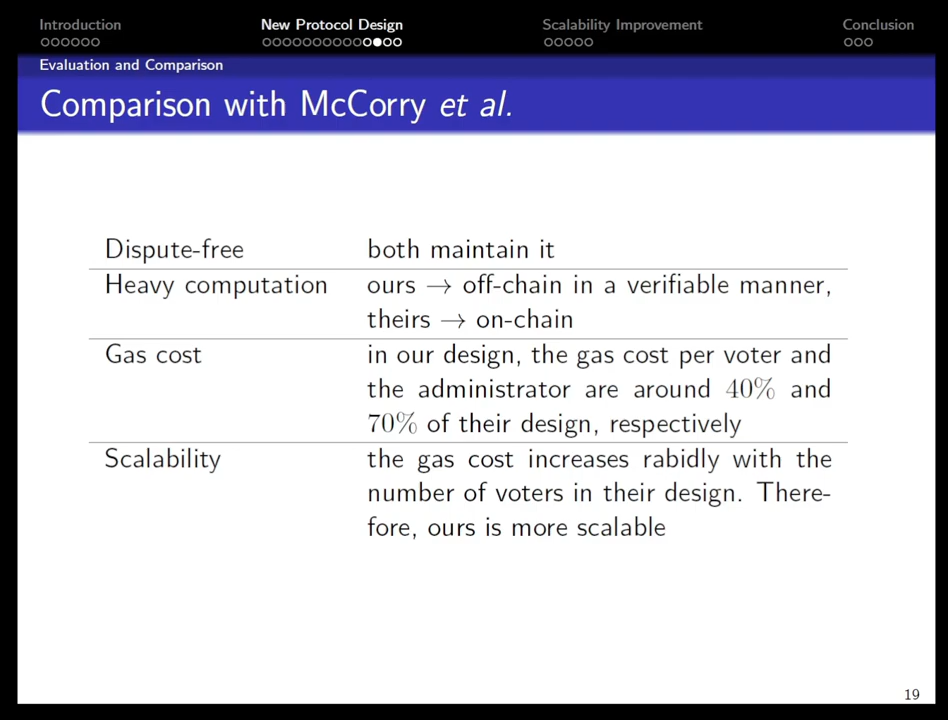 Introduction
New Protocol Design
Scalability Improvement
Conclusion
Evaluation and Comparison
Comparison with McCorry et al.
Dispute-free both maintain it
Heavy computation ours → off-chain in a verifiable manner,
theirs → on-chain
Gas cost in our design, the gas cost per voter and
the administrator are around 40% and
70% of their design, respectively
Scalability the gas cost increases rabidly with the
number of voters in their design. There-
fore, ours is more scalable
19